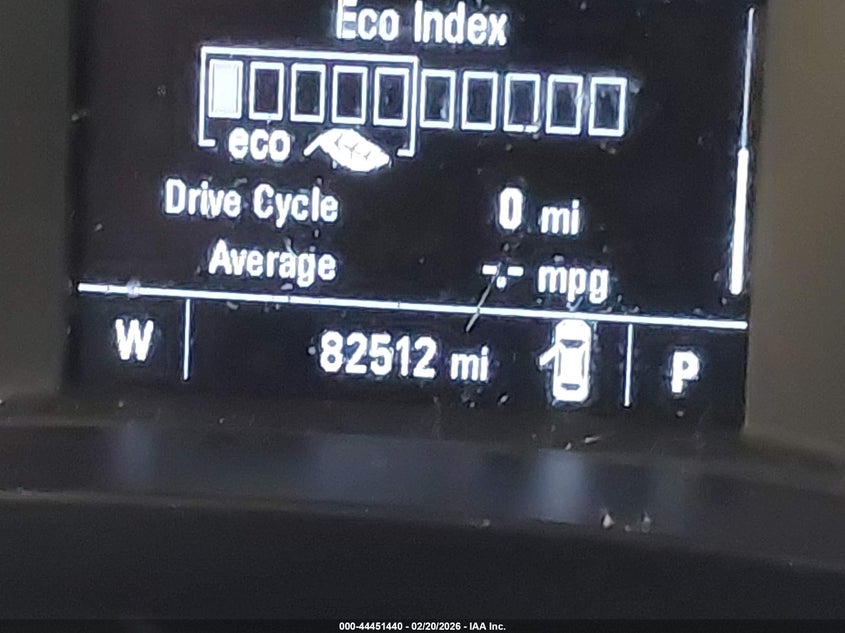 Eco Index
eco
Drive Cycle 0 mi
Average -.- mpg
W 82512 mi P
000-44451440 - 02/20/2026 - IAA Inc.